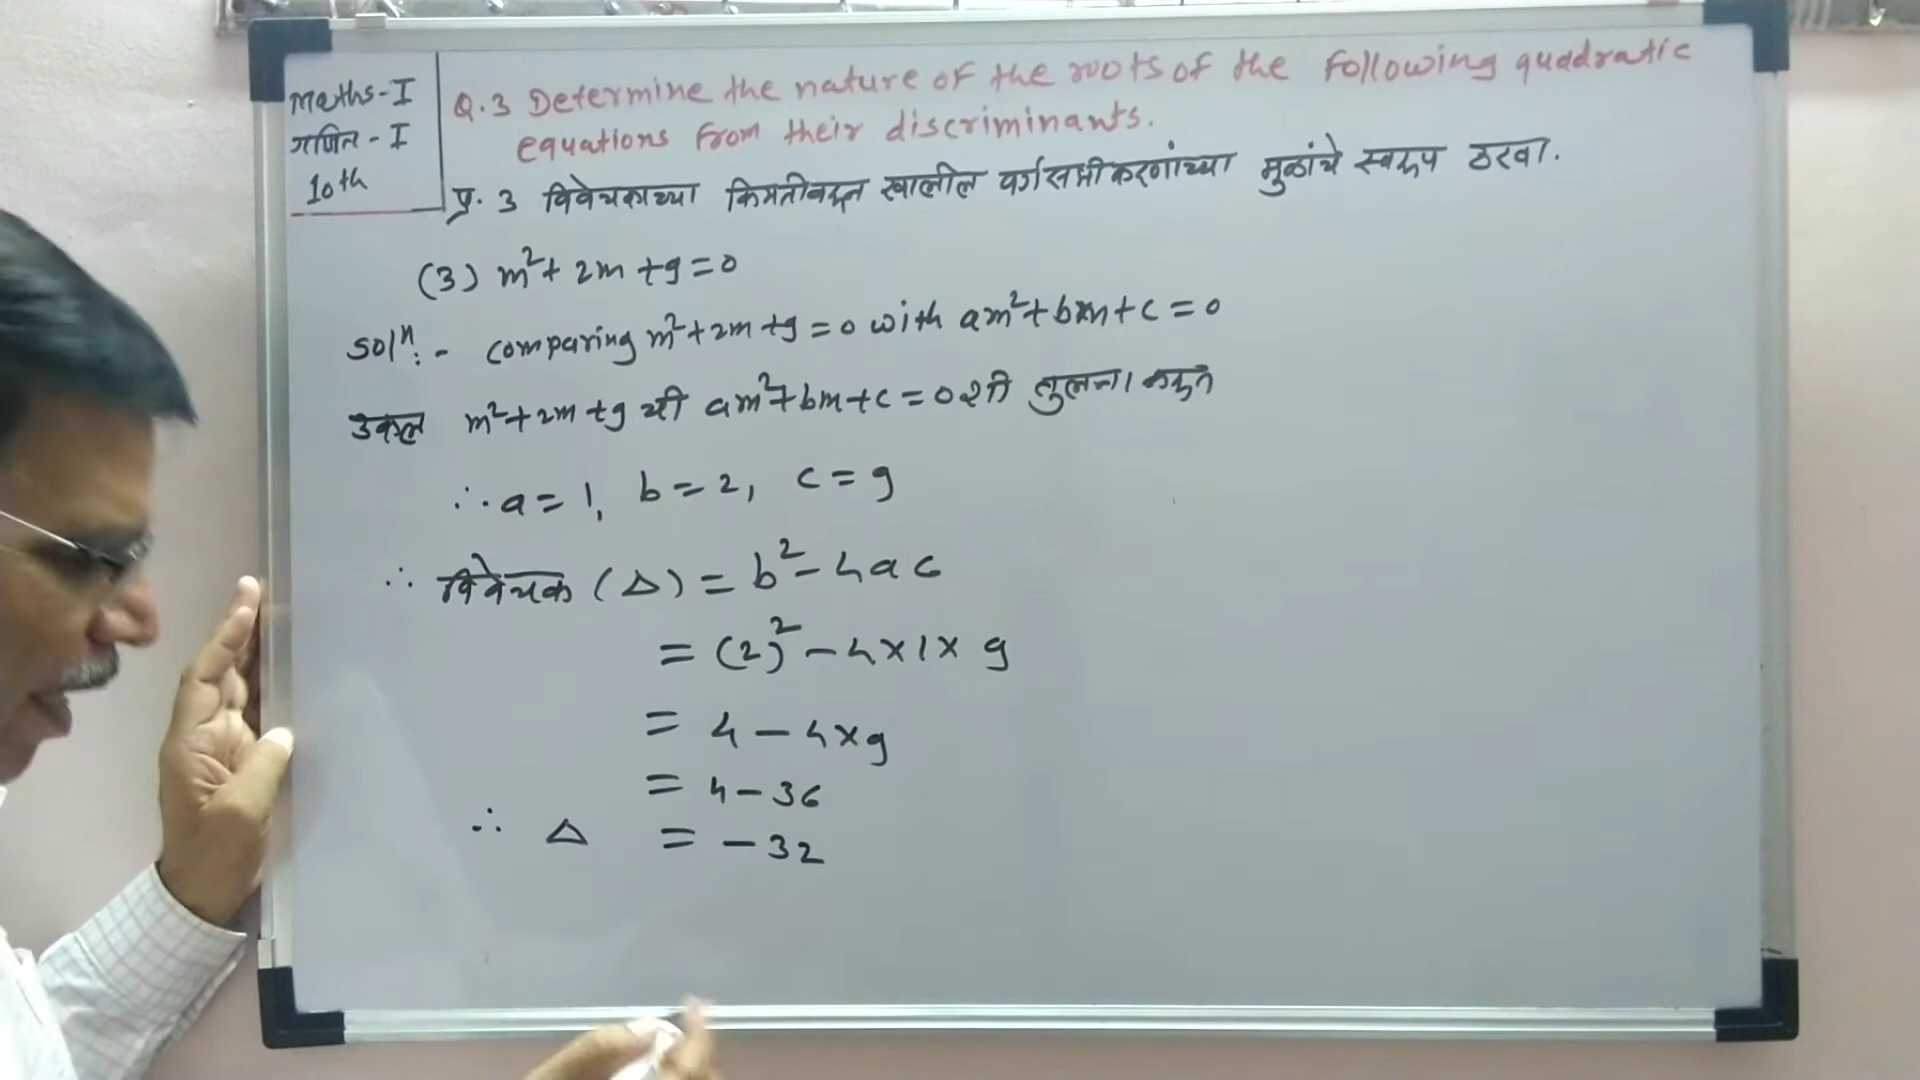 Maths-I
गणित-I
10th
Q.3 Determine the nature of the roots of the following quadratic
equations from their discriminants.
प्र. 3 विवेचकाच्या किमतीवरून खालील वर्गसमीकरणांच्या मुळांचे स्वरूप ठरवा.
(3) m²+2m+9=0
Solⁿ:- comparing m²+2m+9=0 with am²+bm+c=0
उकल m²+2m+9 ची am²+bm+c=0 शी तुलना करून
∴ a=1, b=2, c=9
∴ विवेचक (△) = b²-4ac
= (2)²-4×1×9
= 4-4×9
= 4-36
∴ △ = -32